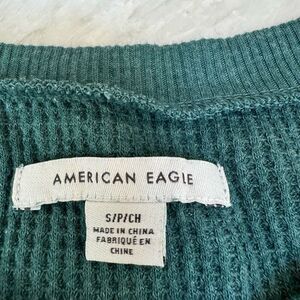 AMERICAN EAGLE
S/P/CH
MADE IN CHINA
FABRIQUÉ EN
CHINE